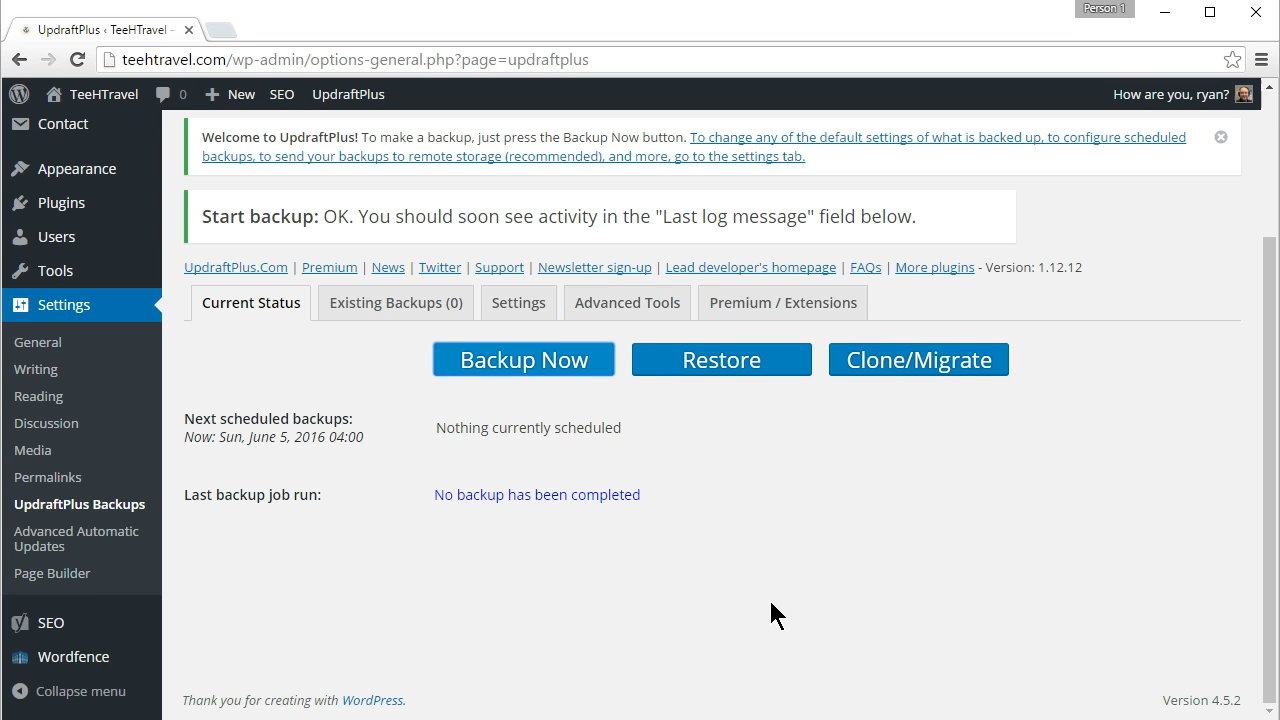 Person 1
UpdraftPlus ‹ TeeHTravel -
teehtravel.com/wp-admin/options-general.php?page=updraftplus
TeeHTravel 0 New SEO UpdraftPlus How are you, ryan?
Contact
Appearance
Plugins
Users
Tools
Settings
General
Writing
Reading
Discussion
Media
Permalinks
UpdraftPlus Backups
Advanced Automatic
Updates
Page Builder
SEO
Wordfence
Collapse menu
Welcome to UpdraftPlus! To make a backup, just press the Backup Now button. To change any of the default settings of what is backed up, to configure scheduled
backups, to send your backups to remote storage (recommended), and more, go to the settings tab.
Start backup: OK. You should soon see activity in the "Last log message" field below.
UpdraftPlus.Com | Premium | News | Twitter | Support | Newsletter sign-up | Lead developer's homepage | FAQs | More plugins - Version: 1.12.12
Current Status Existing Backups (0) Settings Advanced Tools Premium / Extensions
Backup Now Restore Clone/Migrate
Next scheduled backups:
Now: Sun, June 5, 2016 04:00
Nothing currently scheduled
Last backup job run: No backup has been completed
Thank you for creating with WordPress. Version 4.5.2